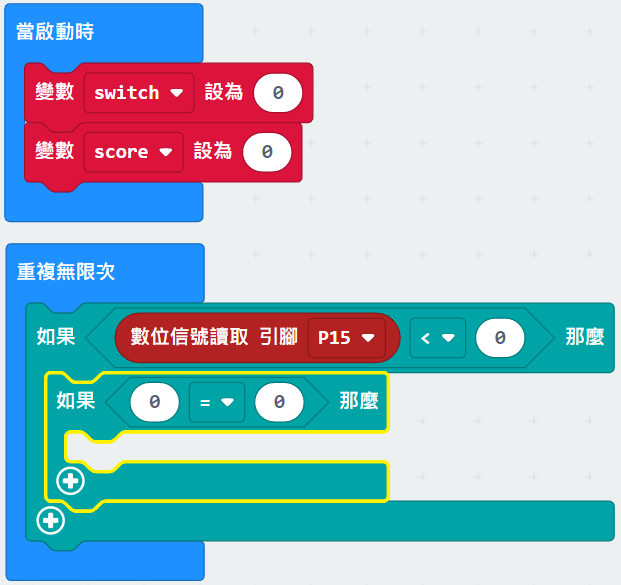 當啟動時
變數 switch 設為 0
變數 score 設為 0
重複無限次
如果 數位信號讀取 引腳 P15 < 0 那麼
如果 0 = 0 那麼